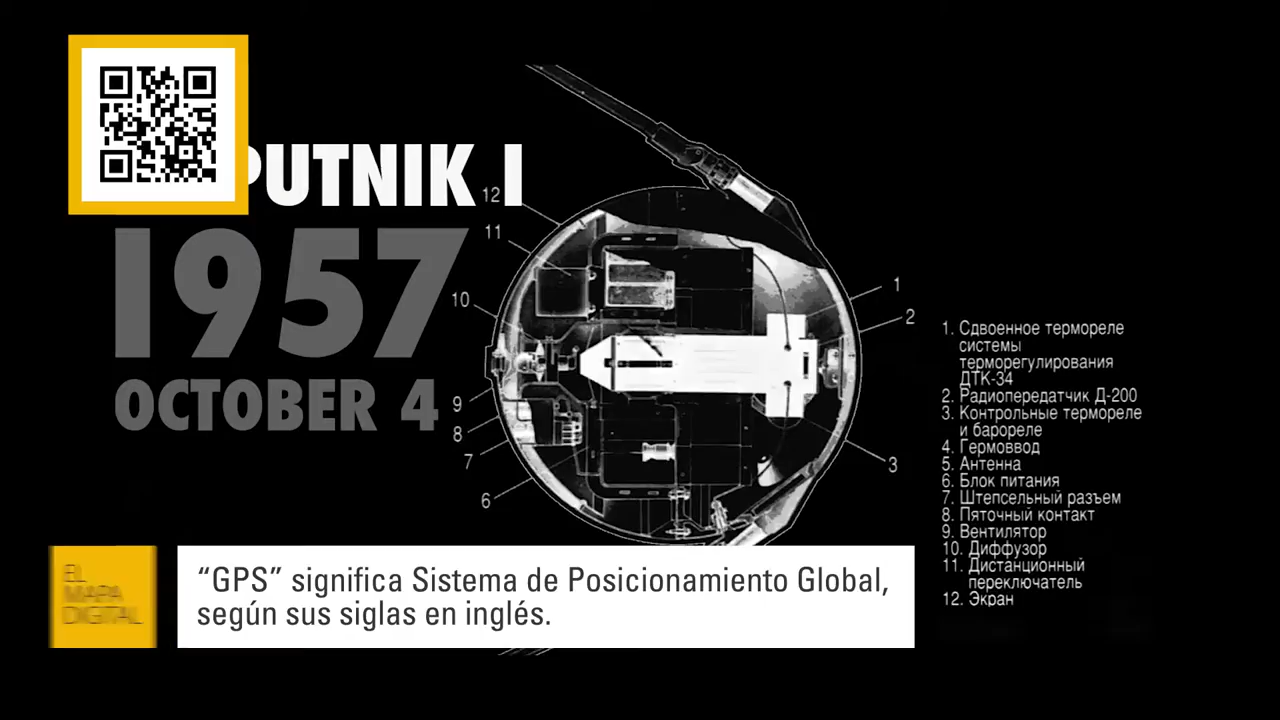 PUTNIK I
1957
OCTOBER 4
12
11
10
9
8
7
6
1
2
3
1. Сдвоенное термореле
системы
терморегулирования
ДТК-34
2. Радиопередатчик Д-200
3. Контрольные термореле
и барореле
4. Гермоввод
5. Антенна
6. Блок питания
7. Штепсельный разъем
8. Пяточный контакт
9. Вентилятор
10. Диффузор
11. Дистанционный
переключатель
12. Экран
EL
MAPA
DIGITAL
“GPS” significa Sistema de Posicionamiento Global,
según sus siglas en inglés.